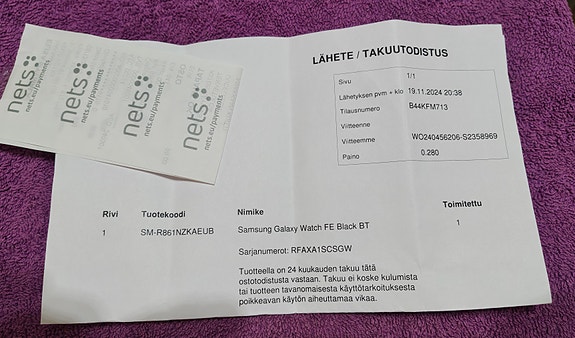 LÄHETE / TAKUUTODISTUS
Sivu 1/1
Lähetyksen pvm + klo 19.11.2024 20:38
Tilausnumero B44KFM713
Viitteenne
Viitteemme WO240456206-S2358969
Paino 0.280
nets
nets.eu/payments
nets
nets.eu/payments
nets
nets.eu/payments
nets
nets.eu/payments
Rivi Tuotekoodi Nimike Toimitettu
1 SM-R861NZKAEUB Samsung Galaxy Watch FE Black BT 1
Sarjanumerot: RFAXA1SCSGW
Tuotteella on 24 kuukauden takuu tätä
ostotodistusta vastaan. Takuu ei koske kulumista
tai tuotteen tavanomaisesta käyttötarkoituksesta
poikkeavan käytön aiheuttamaa vikaa.